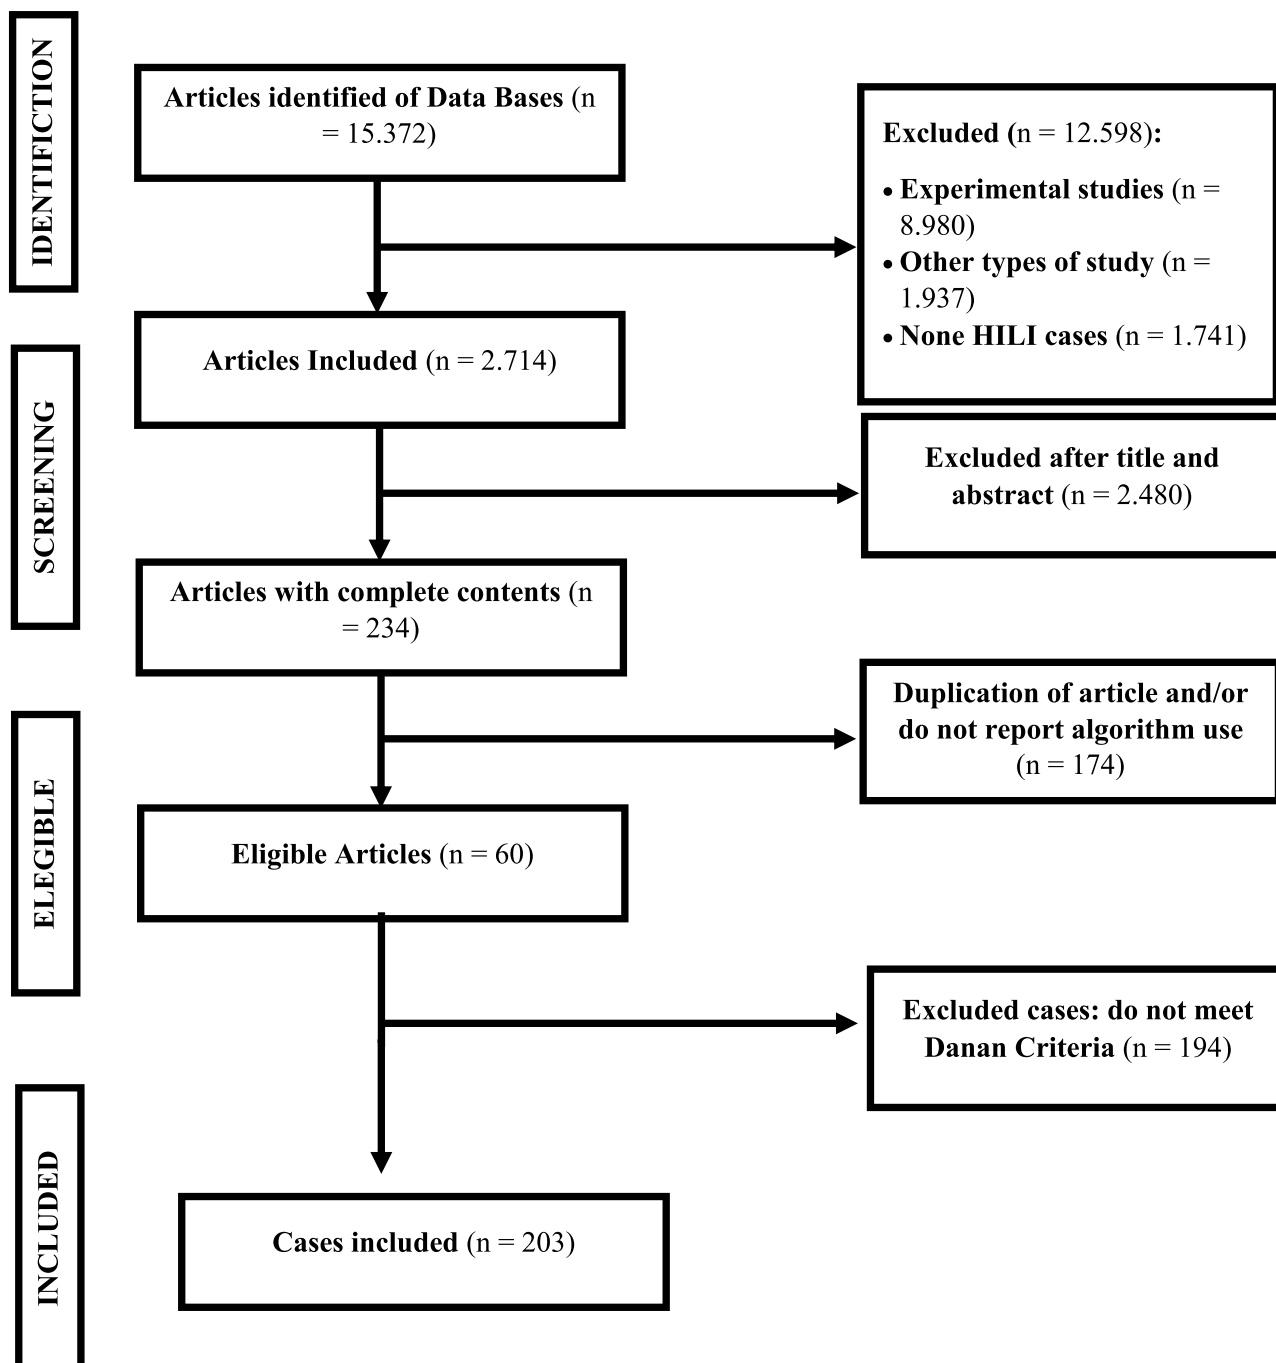 IDENTIFICTION
Articles identified of Data Bases (n
= 15.372)
Excluded (n = 12.598):
• Experimental studies (n =
8.980)
• Other types of study (n =
1.937)
• None HILI cases (n = 1.741)
Articles Included (n = 2.714)
SCREENING
Excluded after title and
abstract (n = 2.480)
Articles with complete contents (n
= 234)
Duplication of article and/or
do not report algorithm use
(n = 174)
ELEGIBLE
Eligible Articles (n = 60)
Excluded cases: do not meet
Danan Criteria (n = 194)
INCLUDED
Cases included (n = 203)